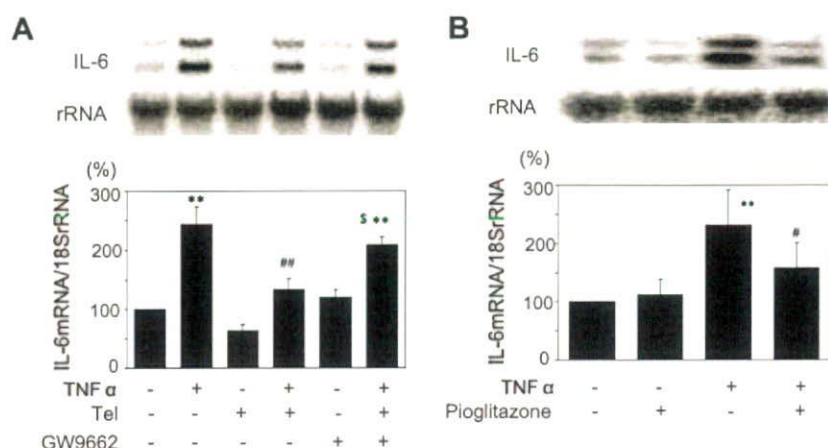 A
IL-6
rRNA
(%)
IL-6mRNA/18SrRNA
300
200
100
0
** 
##
$ **
TNF α - + - + - +
Tel - - + + - +
GW9662 - - - - + +
B
IL-6
rRNA
(%)
IL-6mRNA/18SrRNA
300
200
100
0
**
#
TNF α - - + +
Pioglitazone - + - +